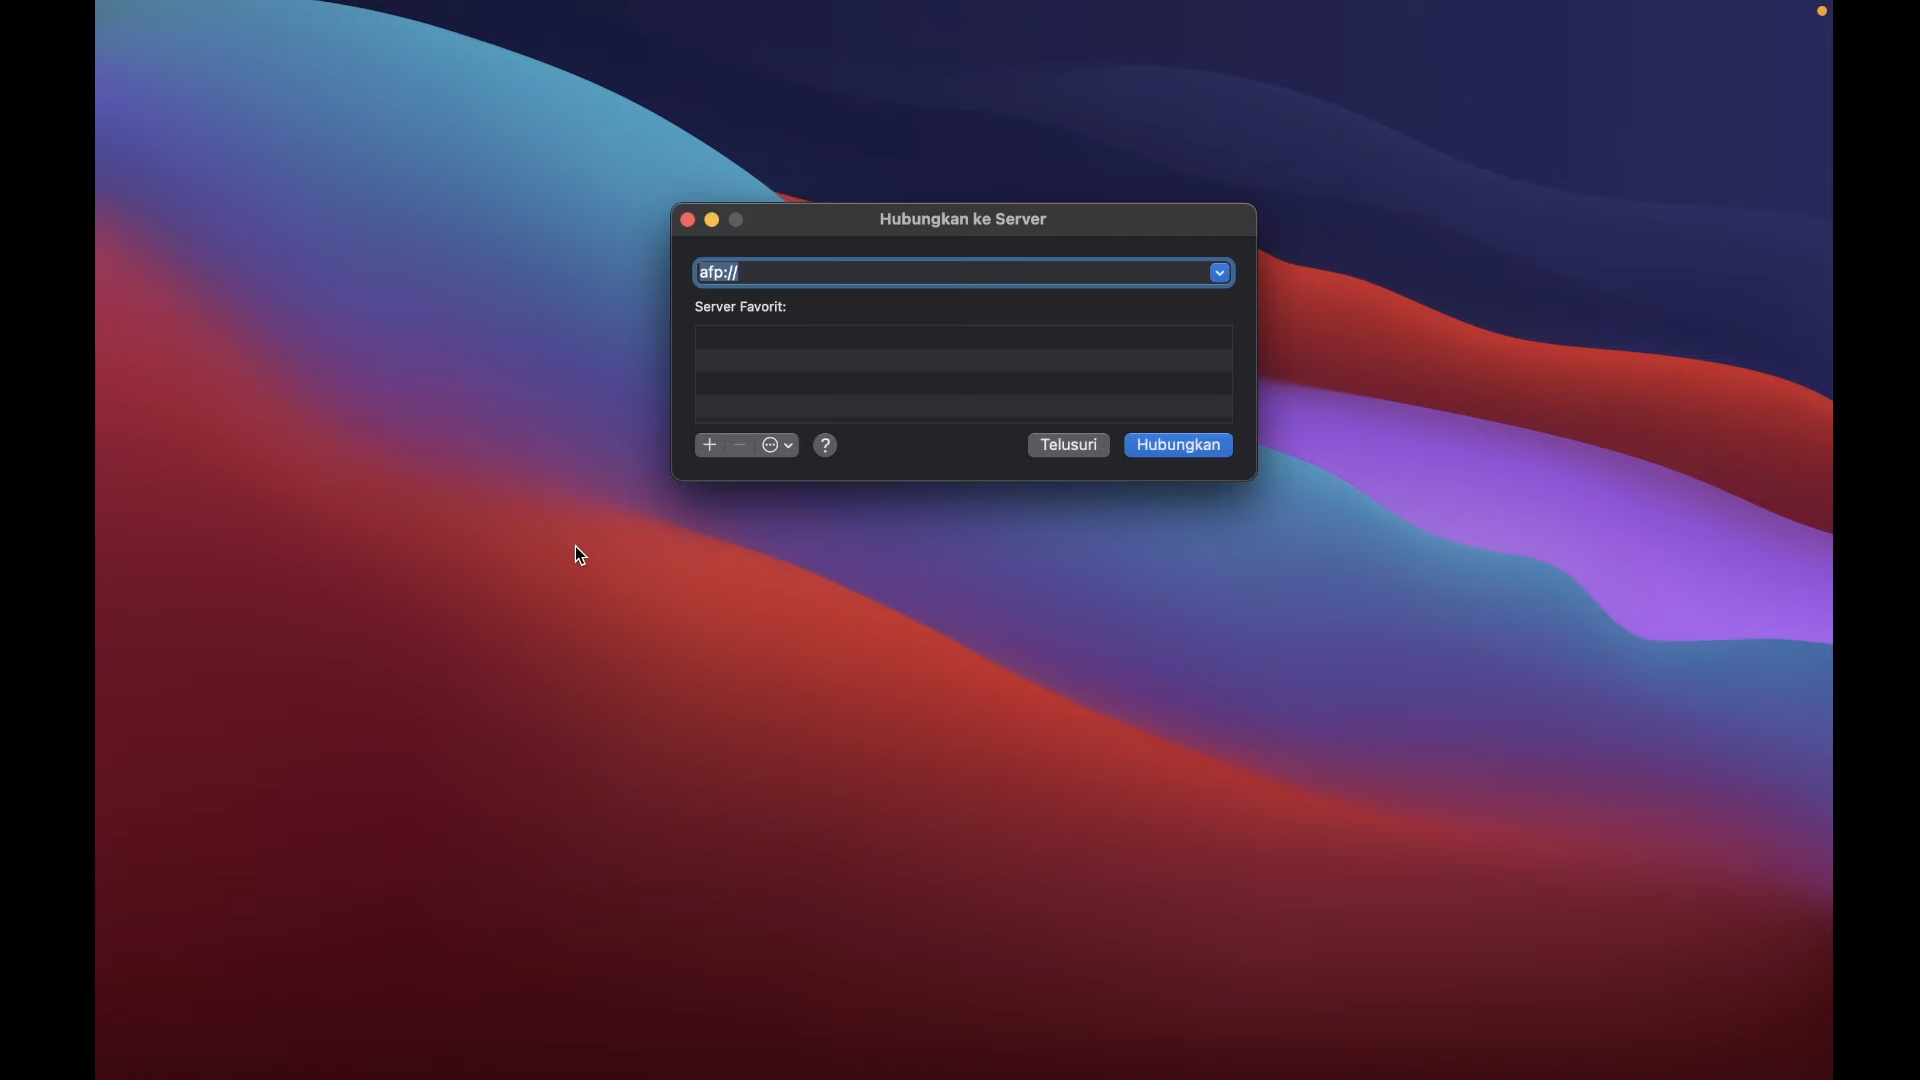 Hubungkan ke Server
afp://
Server Favorit:
Telusuri
Hubungkan